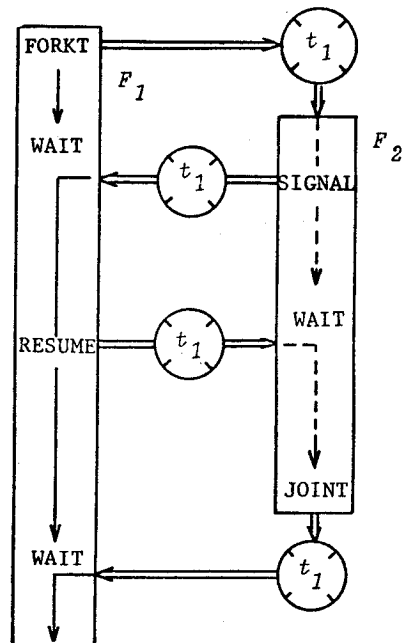 FORKT
t1
F1
F2
WAIT
t1
SIGNAL
WAIT
RESUME
t1
JOINT
WAIT
t1